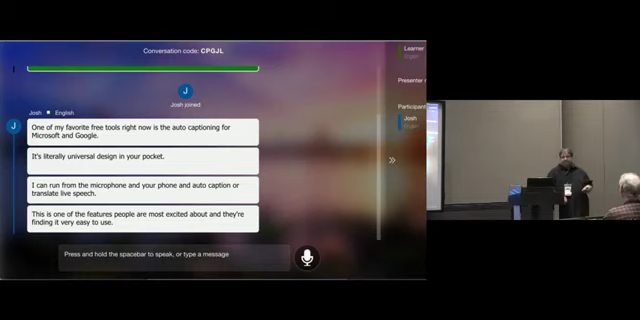 Conversation code: CPGJL
J
Josh joined
Josh English
J
One of my favorite free tools right now is the auto captioning for
Microsoft and Google.
It's literally universal design in your pocket.
I can run from the microphone and your phone and auto caption or
translate live speech.
This is one of the features people are most excited about and they're
finding it very easy to use.
Press and hold the spacebar to speak, or type a message
Learner
English
Presenter
Participant
Josh
English